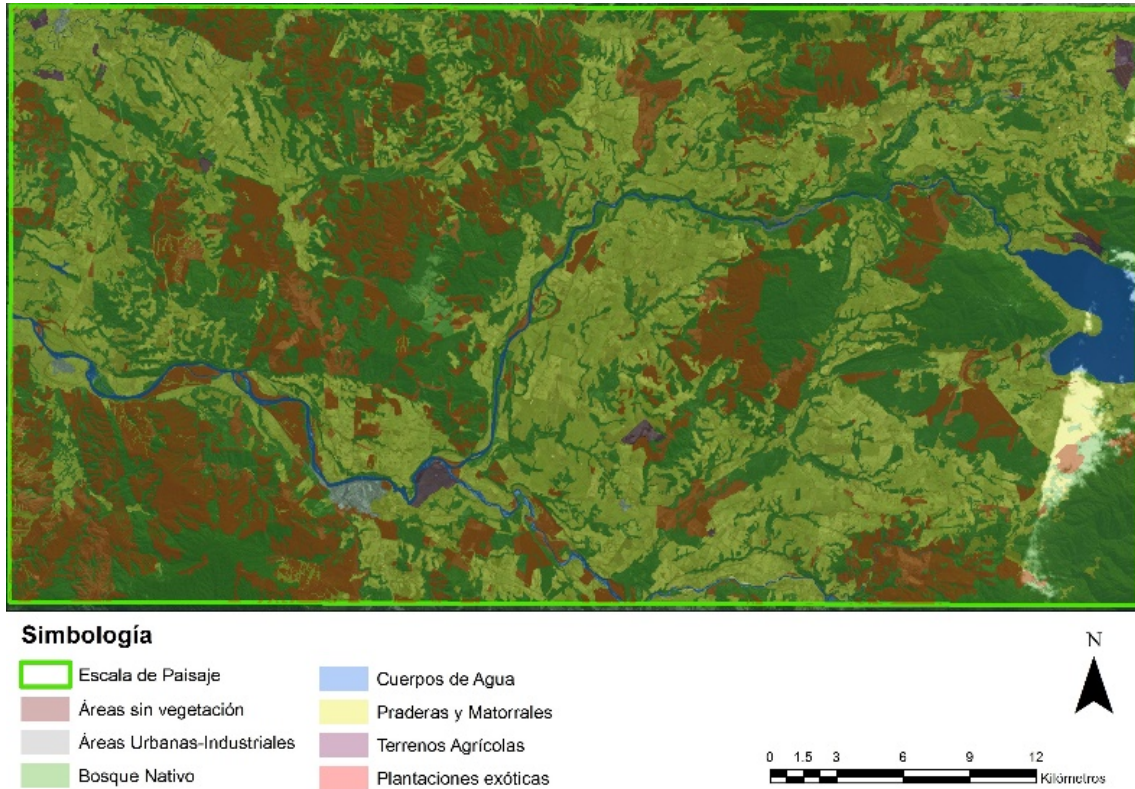 Simbología
Escala de Paisaje
Áreas sin vegetación
Áreas Urbanas-Industriales
Bosque Nativo
Cuerpos de Agua
Praderas y Matorrales
Terrenos Agrícolas
Plantaciones exóticas
N
0 1.5 3 6 9 12
Kilómetros